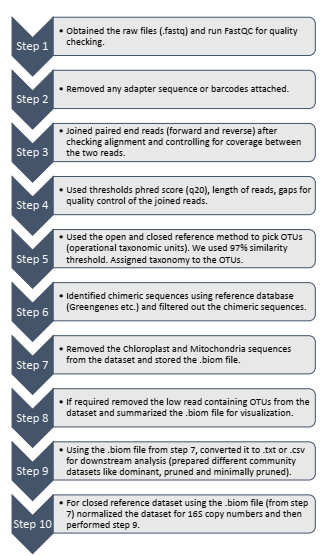 Step 1
• Obtained the raw files (.fastq) and run FastQC for quality
checking.
Step 2
• Removed any adapter sequence or barcodes attached.
Step 3
• Joined paired end reads (forward and reverse) after
checking alignment and controlling for coverage between
the two reads.
Step 4
• Used thresholds phred score (q20), length of reads, gaps for
quality control of the joined reads.
Step 5
• Used the open and closed reference method to pick OTUs
(operational taxonomic units). We used 97% similarity
threshold. Assigned taxonomy to the OTUs.
Step 6
• Identified chimeric sequences using reference database
(Greengenes etc.) and filtered out the chimeric sequences.
Step 7
• Removed the Chloroplast and Mitochondria sequences
from the dataset and stored the .biom file.
Step 8
• If required removed the low read containing OTUs from the
dataset and summarized the .biom file for visualization.
Step 9
• Using the .biom file from step 7, converted it to .txt or .csv
for downstream analysis (prepared different community
datasets like dominant, pruned and minimally pruned).
Step 10
• For closed reference dataset using the .biom file (from step
7) normalized the dataset for 16S copy numbers and then
performed step 9.